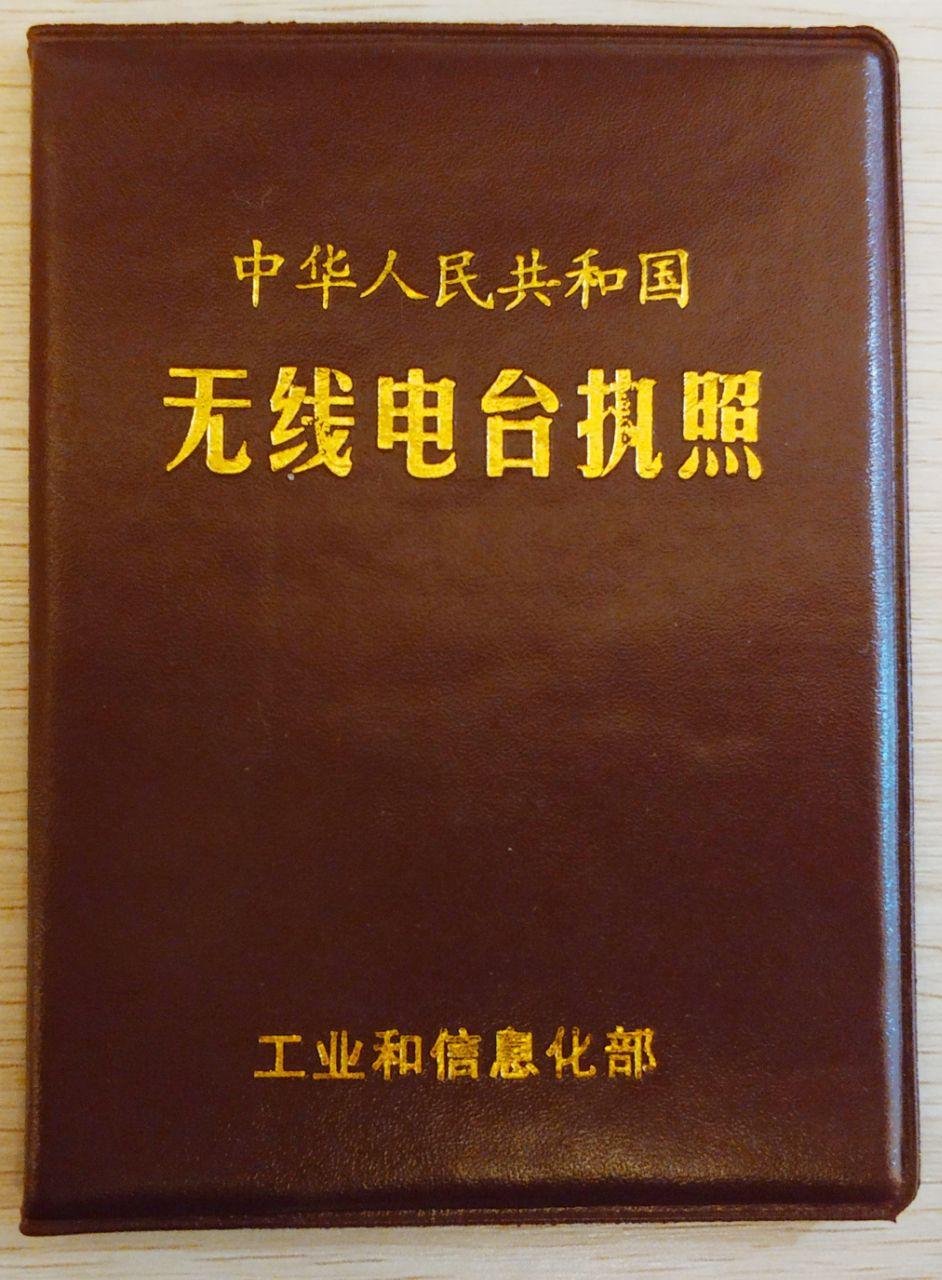 中华人民共和国
无线电台执照
工业和信息化部